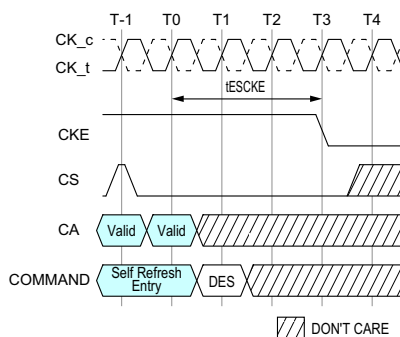 T-1 T0 T1 T2 T3 T4
CK_c
CK_t
tESCKE
CKE
CS
CA Valid Valid
COMMAND Self Refresh Entry DES
DON'T CARE